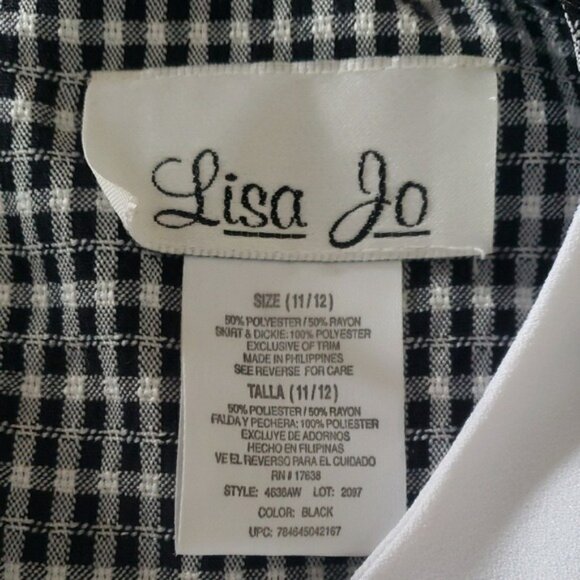 Lisa Jo
SIZE (11/12)
50% POLYESTER/50% RAYON
SKIRT & DICKIE: 100% POLYESTER
EXCLUSIVE OF TRIM
MADE IN PHILIPPINES
SEE REVERSE FOR CARE
TALLA (11/12)
50% POLIESTER/50% RAYON
FALDA Y PECHERA: 100% POLIESTER
EXCLUYE DE ADORNOS
HECHO EN FILIPINAS
VE EL REVERSO PARA EL CUIDADO
RN # 17638
STYLE: 4636AW LOT: 2097
COLOR: BLACK
UPC: 784645042167